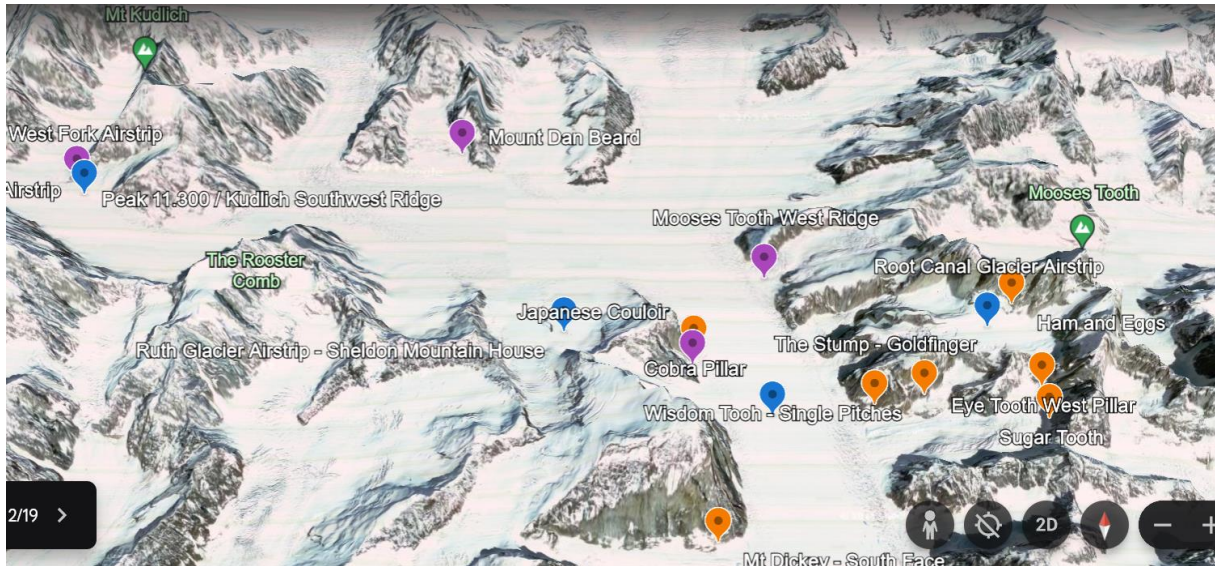 Mt Kudlich
West Fork Airstrip
Mount Dan Beard
Airstrip
Peak 11,300 / Kudlich Southwest Ridge
Mooses Tooth
Mooses Tooth West Ridge
The Rooster
Comb
Root Canal Glacier Airstrip
Japanese Couloir
Ham and Eggs
Ruth Glacier Airstrip - Sheldon Mountain House
The Stump - Goldfinger
Cobra Pillar
Wisdom Tooh - Single Pitches
Eye Tooth West Pillar
Sugar Tooth
2/19
2D
Mt Dickey - South Face